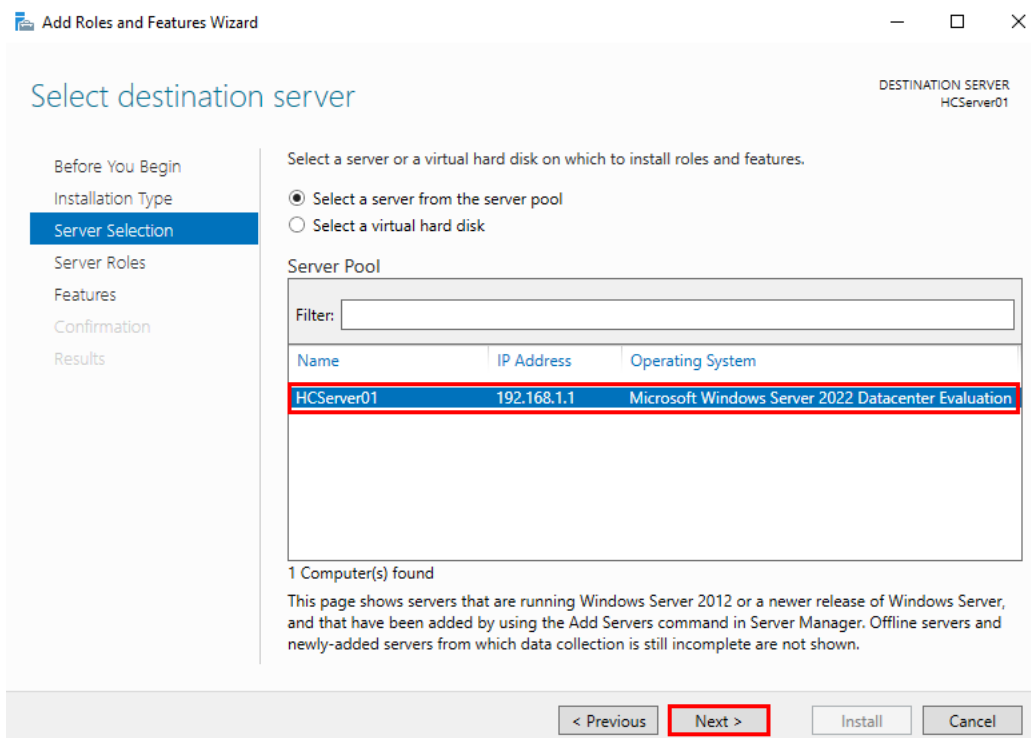 Add Roles and Features Wizard
Select destination server
DESTINATION SERVER
HCServer01
Before You Begin
Installation Type
Server Selection
Server Roles
Features
Confirmation
Results
Select a server or a virtual hard disk on which to install roles and features.
Select a server from the server pool
Select a virtual hard disk
Server Pool
Filter:
Name IP Address Operating System
HCServer01 192.168.1.1 Microsoft Windows Server 2022 Datacenter Evaluation
1 Computer(s) found
This page shows servers that are running Windows Server 2012 or a newer release of Windows Server,
and that have been added by using the Add Servers command in Server Manager. Offline servers and
newly-added servers from which data collection is still incomplete are not shown.
< Previous Next > Install Cancel